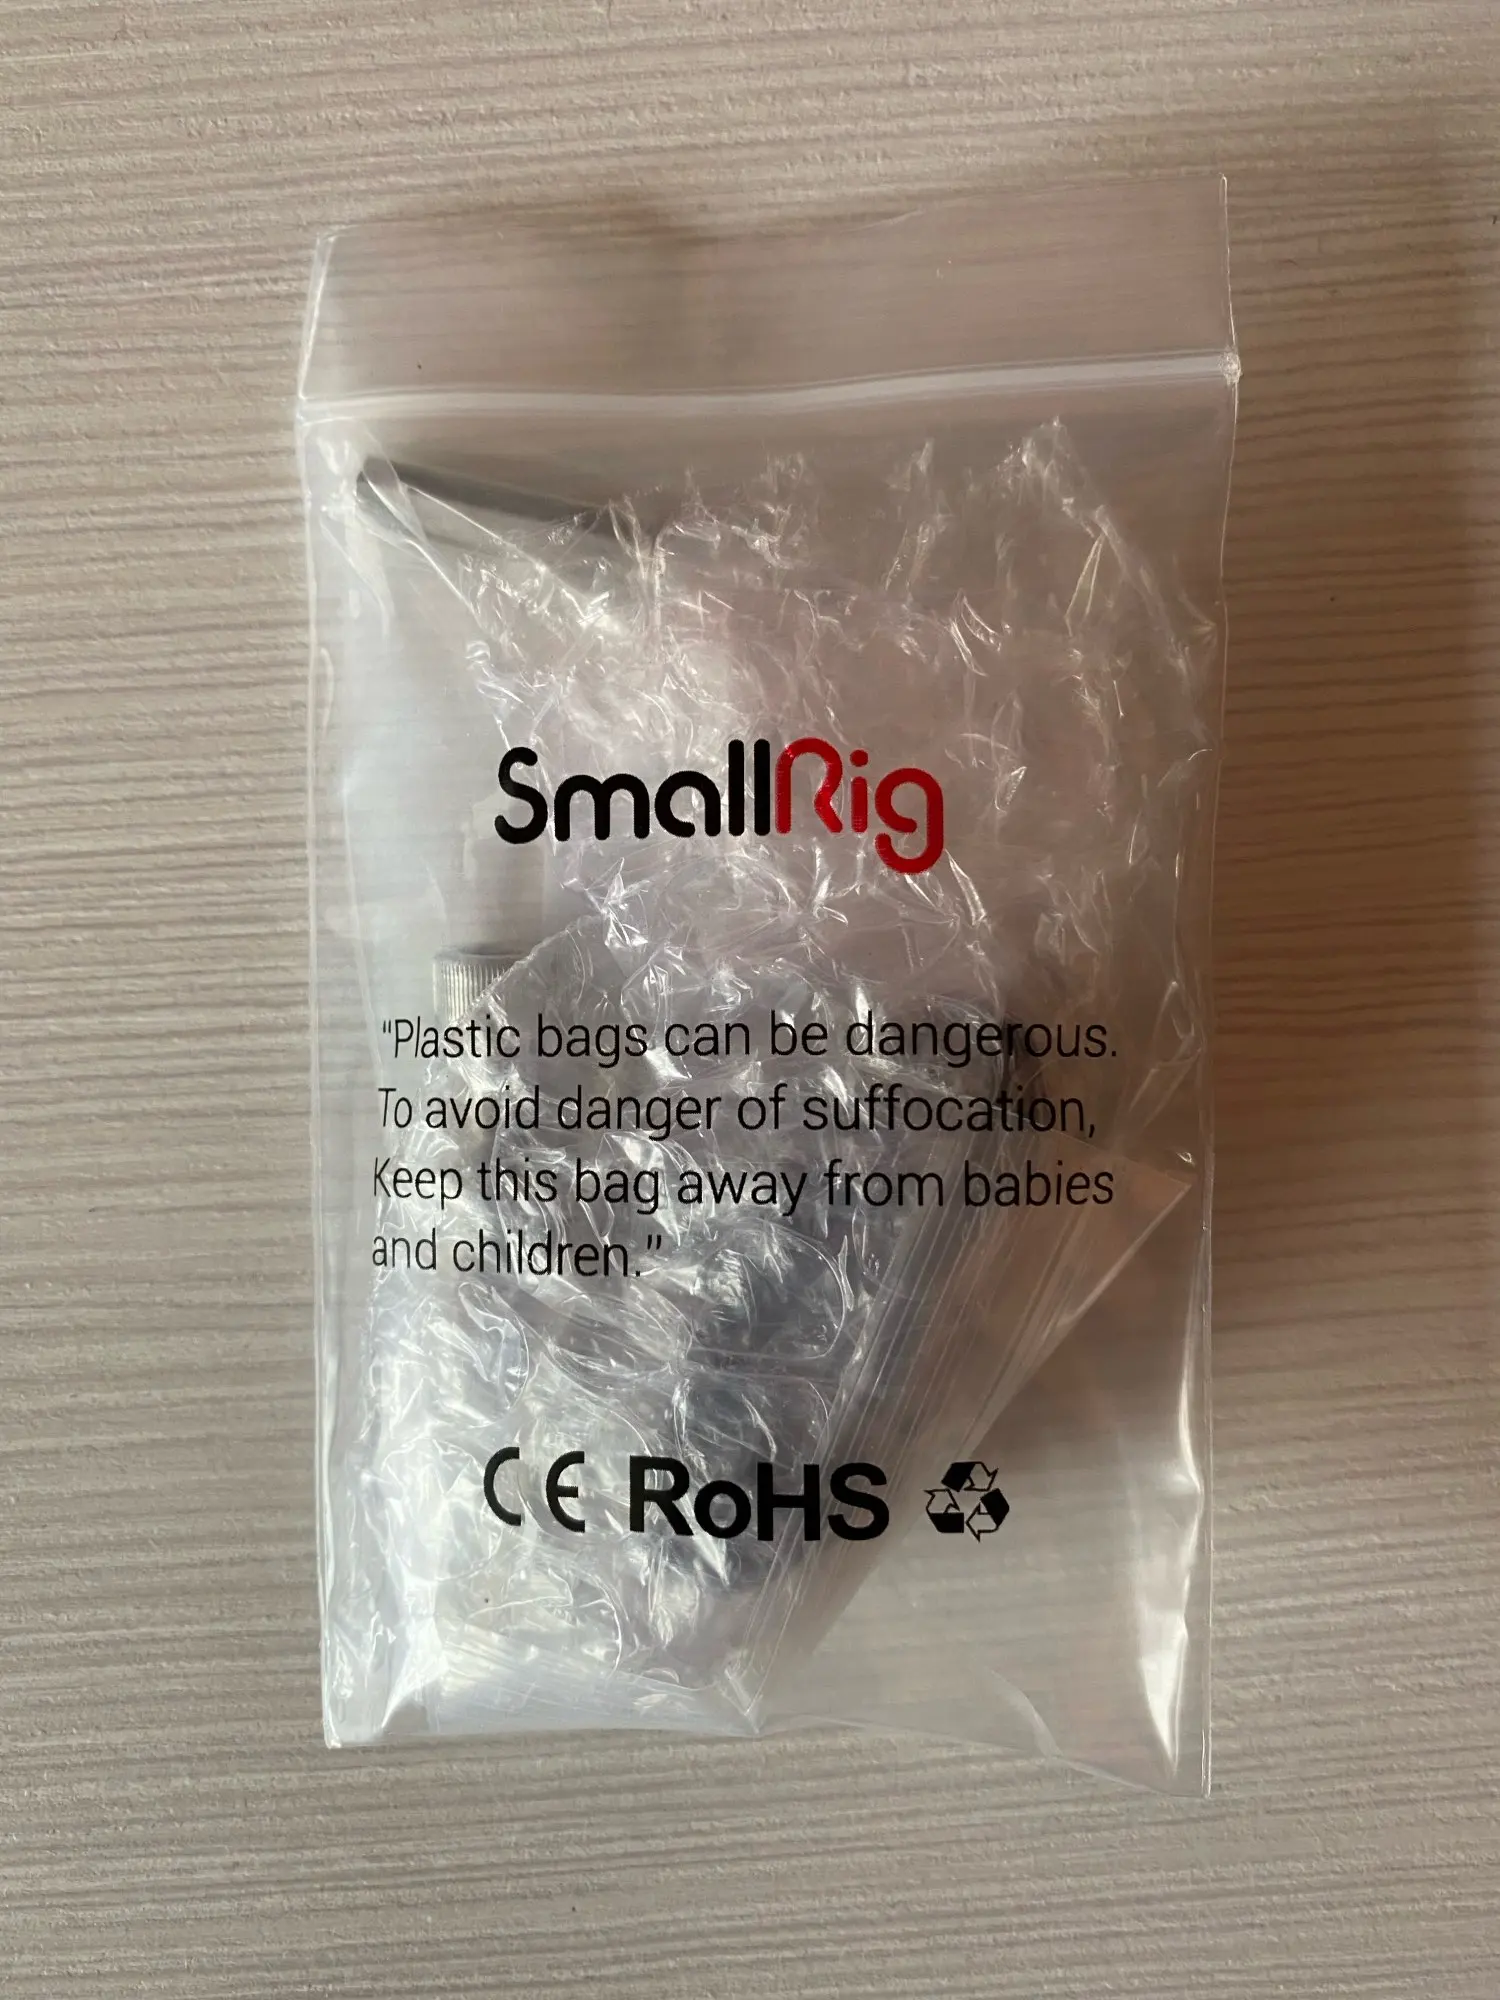 SmallRig
"Plastic bags can be dangerous.
To avoid danger of suffocation,
Keep this bag away from babies
and children."
CE RoHS